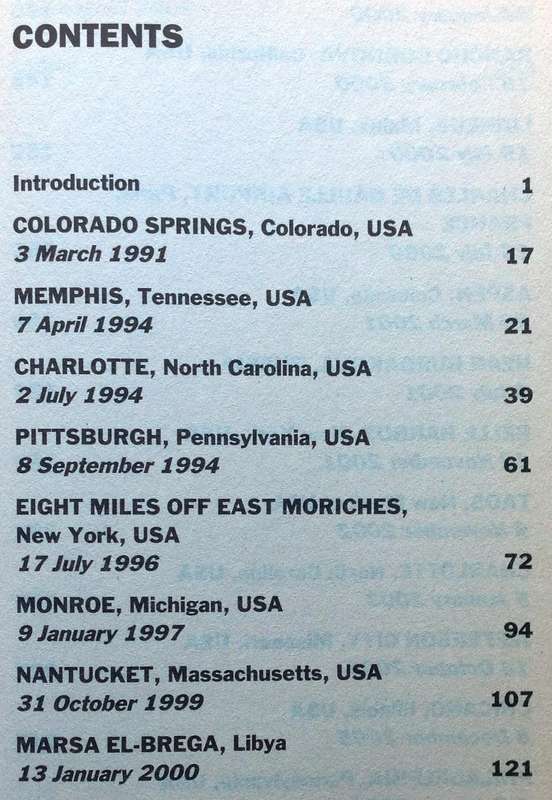 CONTENTS
Introduction 1
COLORADO SPRINGS, Colorado, USA
3 March 1991 17
MEMPHIS, Tennessee, USA
7 April 1994 21
CHARLOTTE, North Carolina, USA
2 July 1994 39
PITTSBURGH, Pennsylvania, USA
8 September 1994 61
EIGHT MILES OFF EAST MORICHES,
New York, USA
17 July 1996 72
MONROE, Michigan, USA
9 January 1997 94
NANTUCKET, Massachusetts, USA
31 October 1999 107
MARSA EL-BREGA, Libya
13 January 2000 121